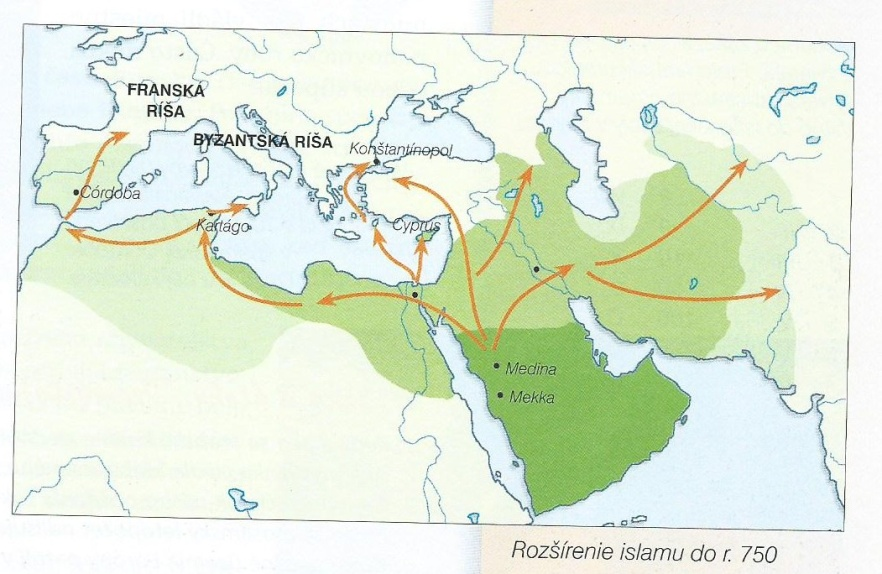 FRANSKÁ
RÍŠA
BYZANTSKÁ RÍŠA
Konštantínopol
Córdoba
Kartágo
Cyprus
Medina
Mekka
Rozšírenie islamu do r. 750